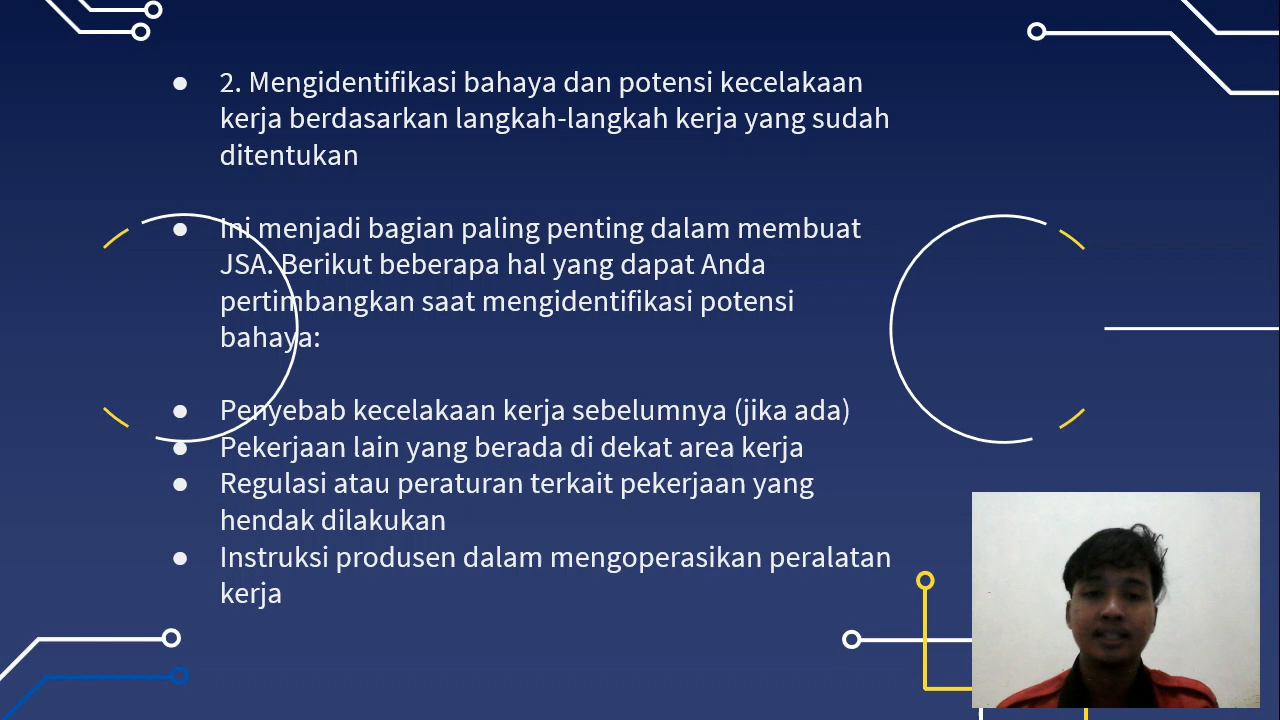 ● 2. Mengidentifikasi bahaya dan potensi kecelakaan
kerja berdasarkan langkah-langkah kerja yang sudah
ditentukan
● Ini menjadi bagian paling penting dalam membuat
JSA. Berikut beberapa hal yang dapat Anda
pertimbangkan saat mengidentifikasi potensi
bahaya:
● Penyebab kecelakaan kerja sebelumnya (jika ada)
● Pekerjaan lain yang berada di dekat area kerja
● Regulasi atau peraturan terkait pekerjaan yang
hendak dilakukan
● Instruksi produsen dalam mengoperasikan peralatan
kerja